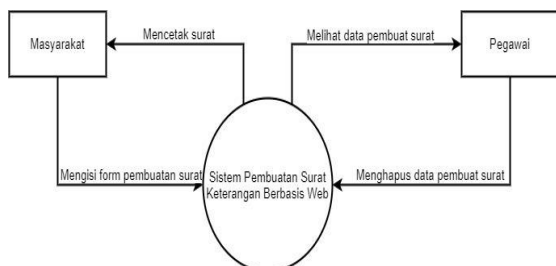 Masyarakat
Mencetak surat
Melihat data pembuat surat
Pegawai
Mengisi form pembuatan surat
Sistem Pembuatan Surat
Keterangan Berbasis Web
Menghapus data pembuat surat